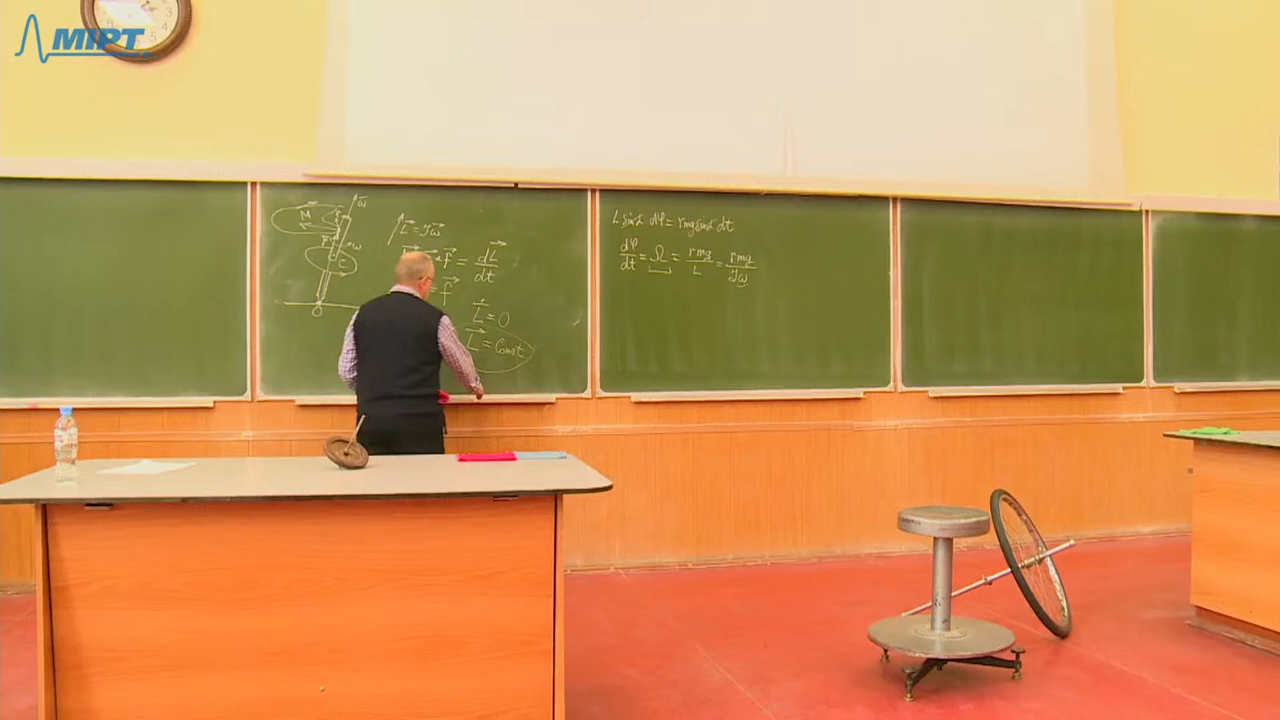 MIPT
M
ω⃗
ω
F
C
O
L⃗ = Jω⃗
f⃗ = dL⃗/dt
= f⃗
L̇ = 0
L⃗ = Const
L sinα dφ = rmg sinα dt
dφ/dt = Ω = rmg/L = rmg/Jω